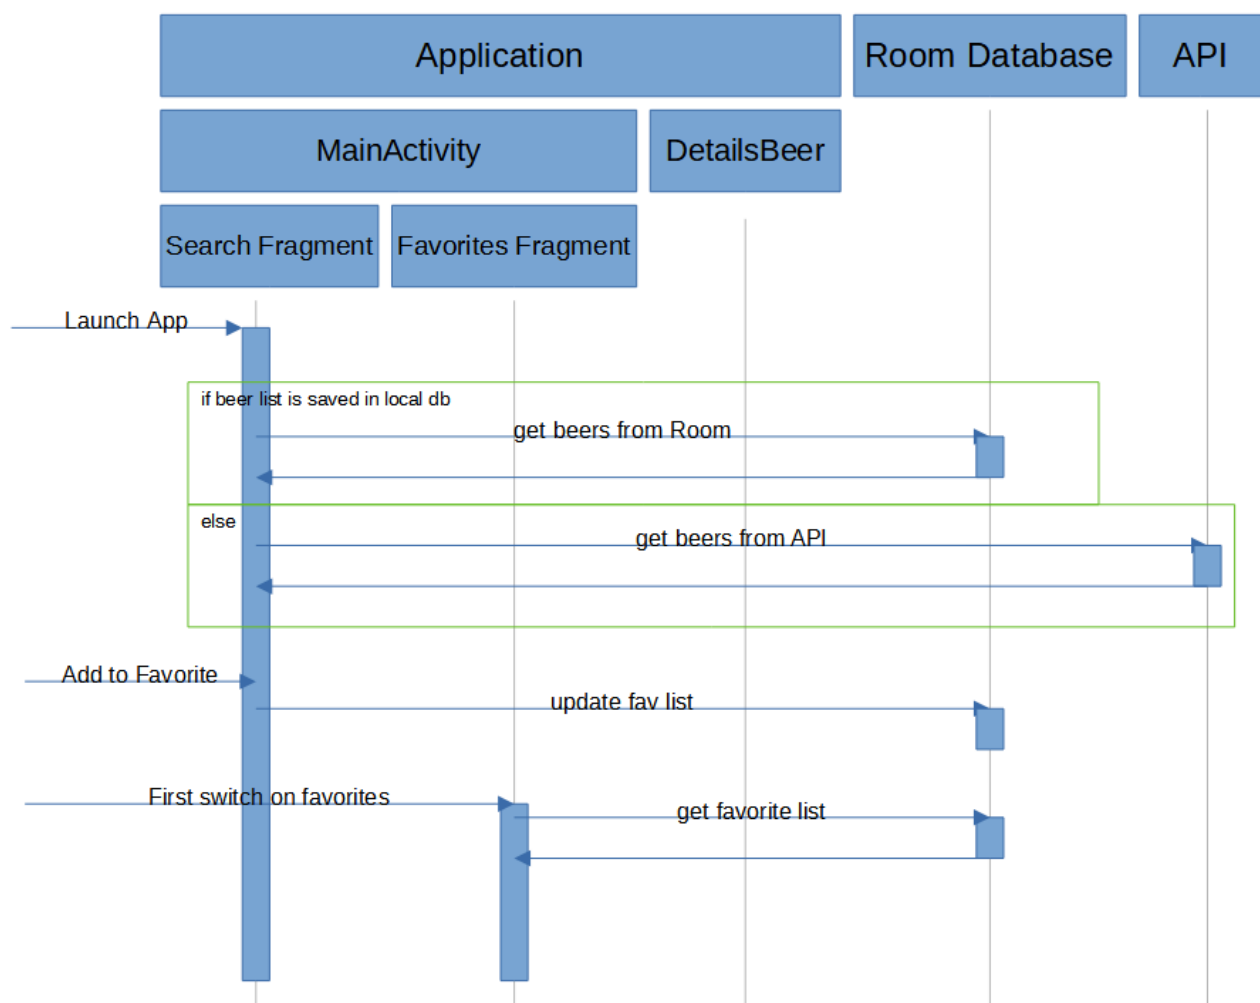 Application
Room Database
API
MainActivity
DetailsBeer
Search Fragment
Favorites Fragment
Launch App
if beer list is saved in local db
get beers from Room
else
get beers from API
Add to Favorite
update fav list
First switch on favorites
get favorite list